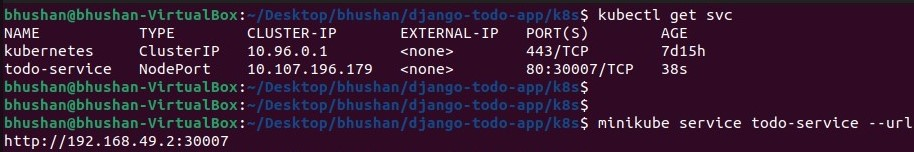 bhushan@bhushan-VirtualBox:~/Desktop/bhushan/django-todo-app/k8s$ kubectl get svc
NAME TYPE CLUSTER-IP EXTERNAL-IP PORT(S) AGE
kubernetes ClusterIP 10.96.0.1 <none> 443/TCP 7d15h
todo-service NodePort 10.107.196.179 <none> 80:30007/TCP 38s
bhushan@bhushan-VirtualBox:~/Desktop/bhushan/django-todo-app/k8s$
bhushan@bhushan-VirtualBox:~/Desktop/bhushan/django-todo-app/k8s$
bhushan@bhushan-VirtualBox:~/Desktop/bhushan/django-todo-app/k8s$ minikube service todo-service --url
http://192.168.49.2:30007